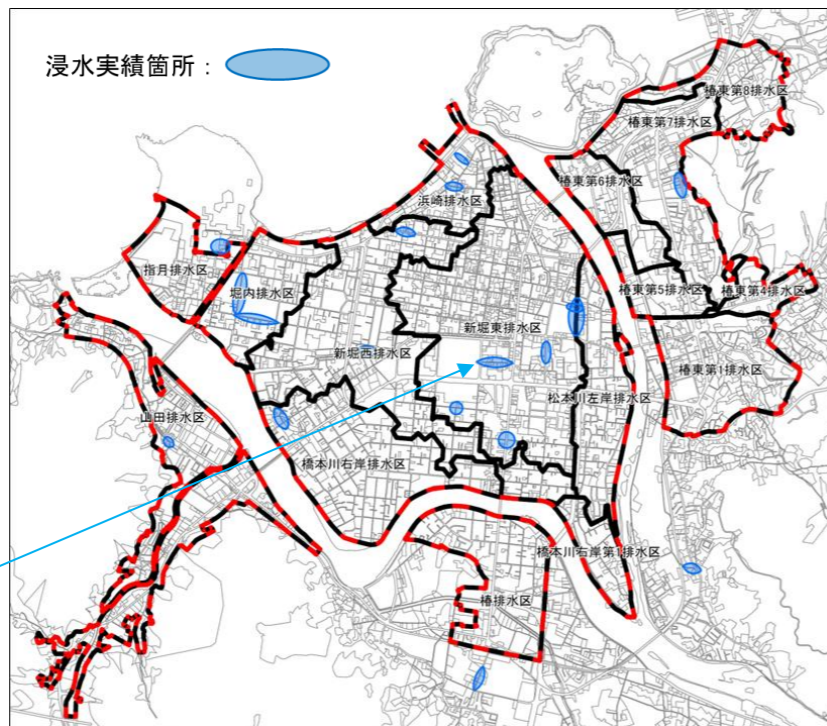 浸水実績箇所：
椿東第8排水区
椿東第7排水区
椿東第6排水区
浜崎排水区
指月排水区
堀内排水区
椿東第5排水区
椿東第4排水区
新堀東排水区
新堀西排水区
椿東第1排水区
松本川左岸排水区
山田排水区
橋本川右岸排水区
橋本川右岸第1排水区
椿排水区